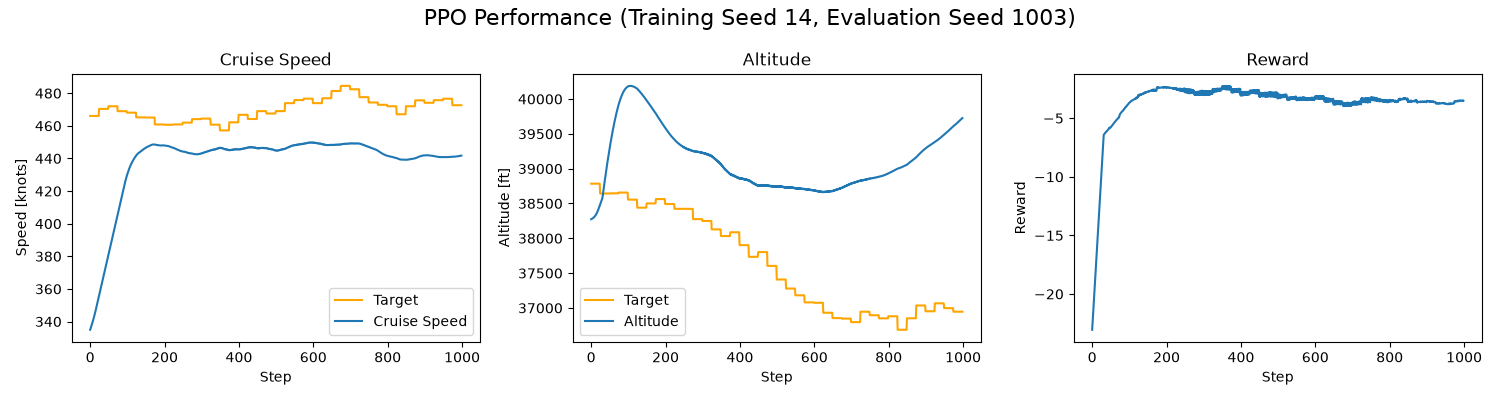 PPO Performance (Training Seed 14, Evaluation Seed 1003)
Cruise Speed
Speed [knots]
480
460
440
420
400
380
360
340
0 200 400 600 800 1000
Step
Target
Cruise Speed
Altitude
Altitude [ft]
40000
39500
39000
38500
38000
37500
37000
0 200 400 600 800 1000
Step
Target
Altitude
Reward
Reward
−5
−10
−15
−20
0 200 400 600 800 1000
Step